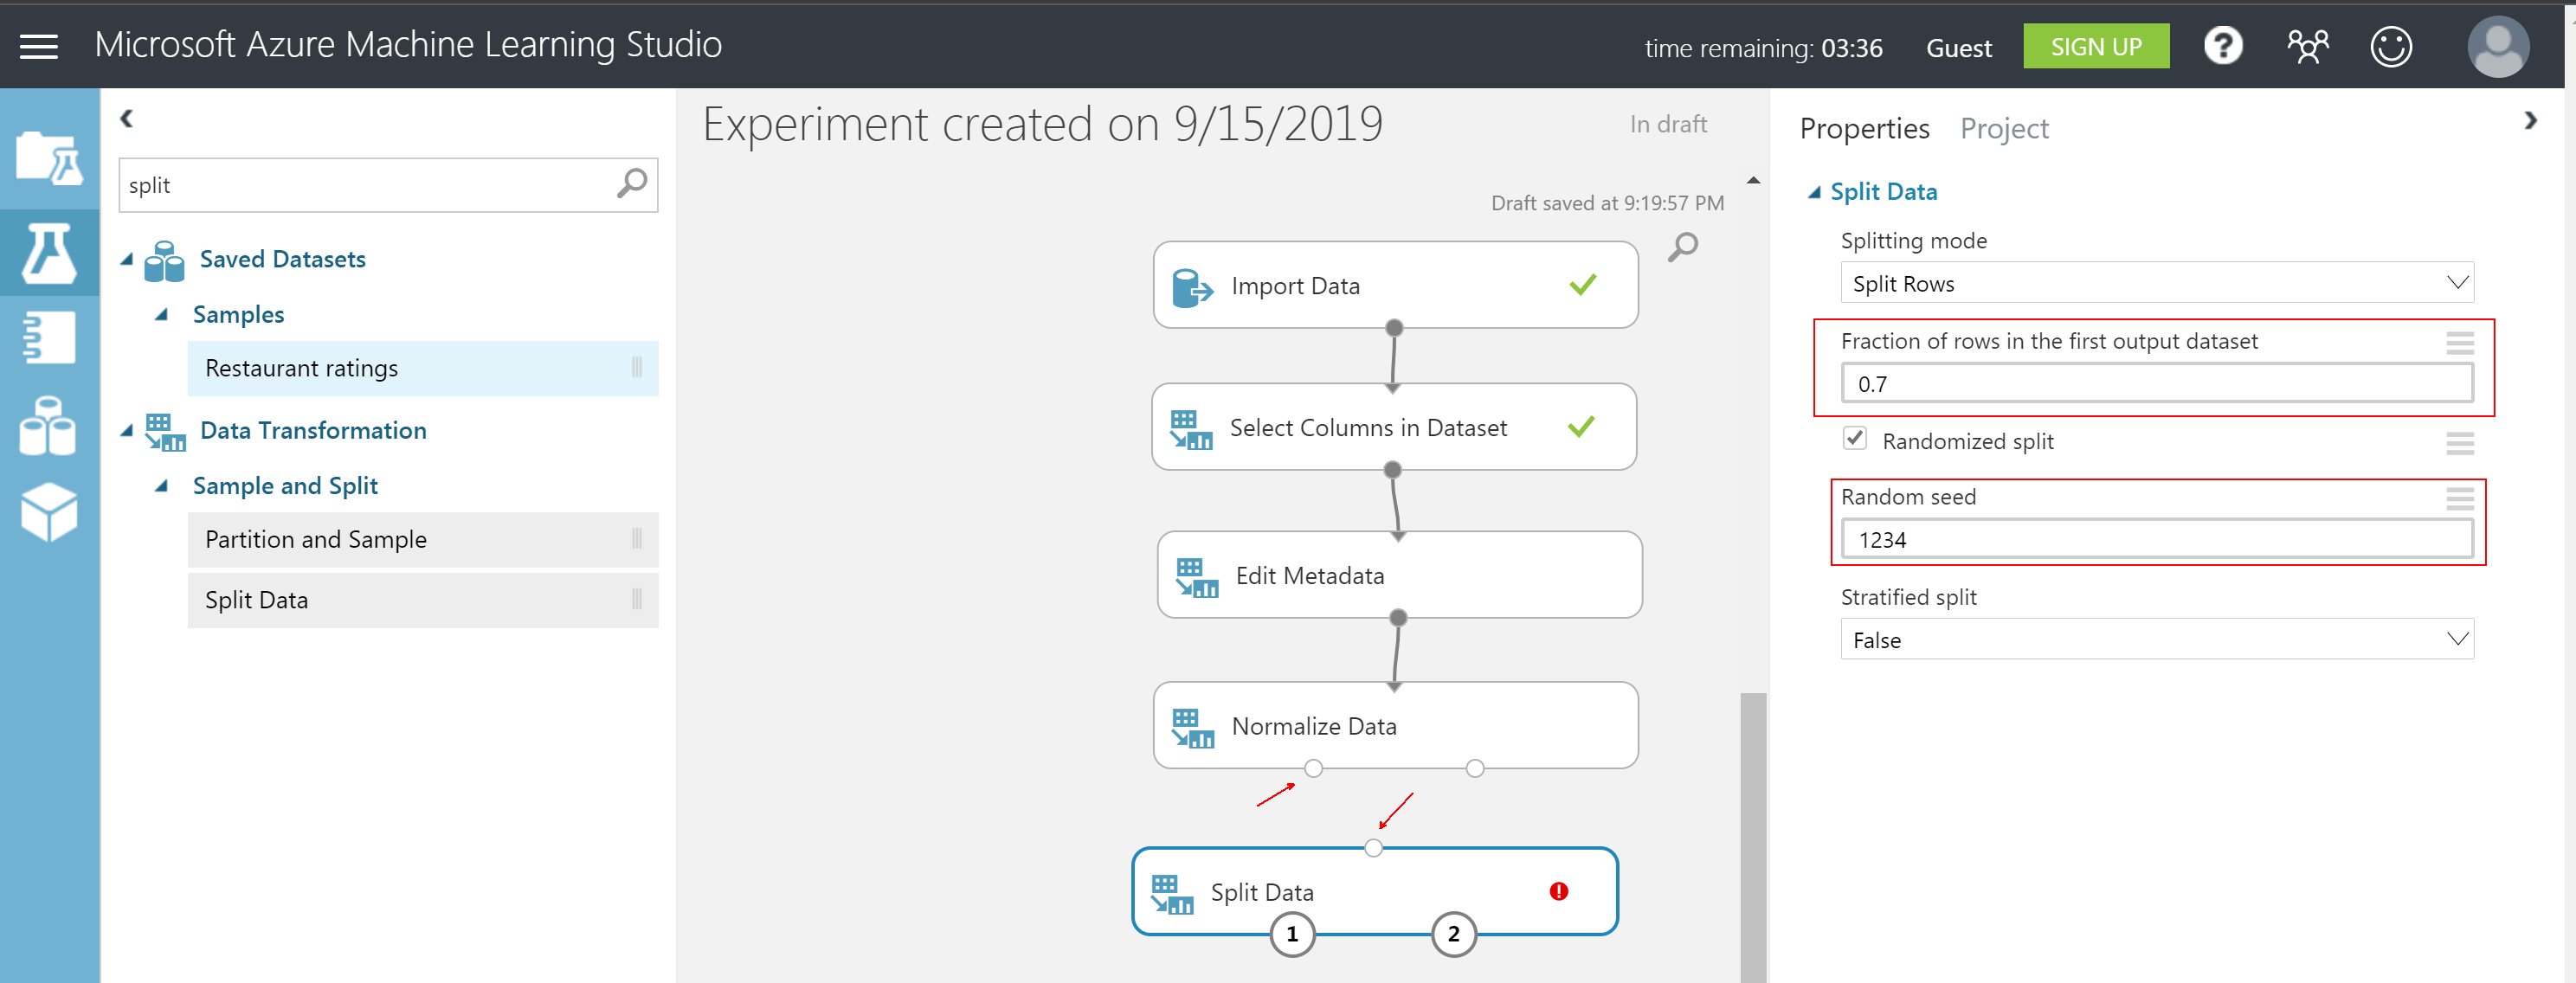 Microsoft Azure Machine Learning Studio
time remaining: 03:36
Guest
SIGN UP
?
split
Saved Datasets
Samples
Restaurant ratings
Data Transformation
Sample and Split
Partition and Sample
Split Data
Experiment created on 9/15/2019
In draft
Draft saved at 9:19:57 PM
Import Data
Select Columns in Dataset
Edit Metadata
Normalize Data
Split Data
!
1
2
Properties
Project
Split Data
Splitting mode
Split Rows
Fraction of rows in the first output dataset
0.7
Randomized split
Random seed
1234
Stratified split
False